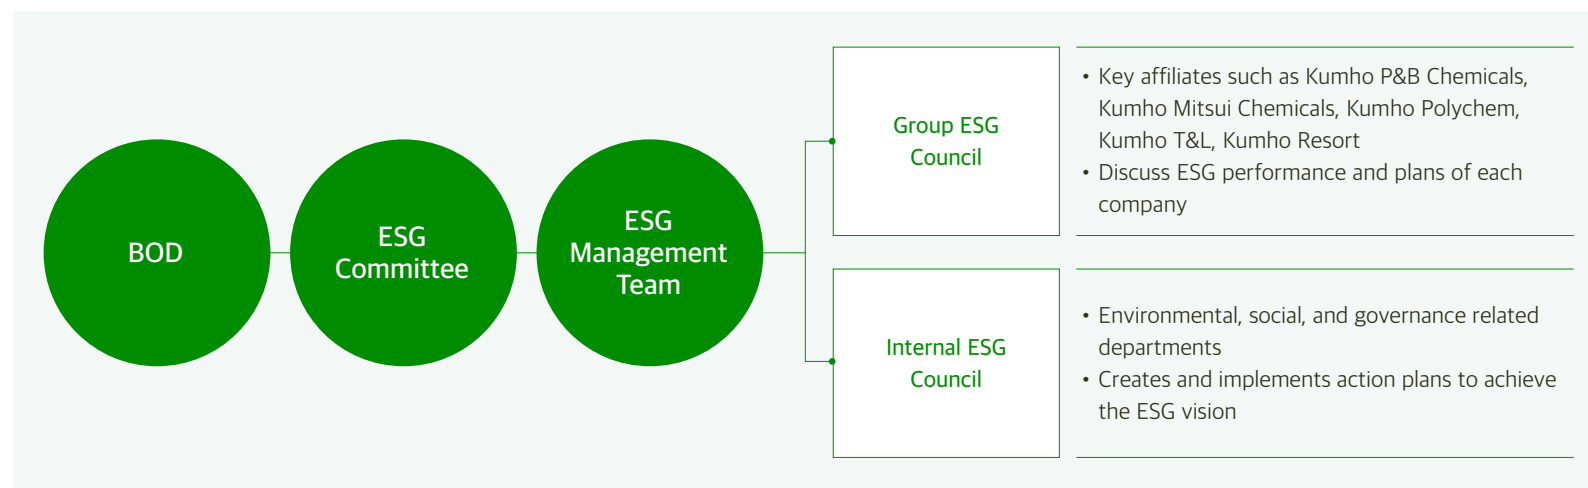 BOD
ESG
Committee
ESG
Management
Team
Group ESG
Council
• Key affiliates such as Kumho P&B Chemicals,
Kumho Mitsui Chemicals, Kumho Polychem,
Kumho T&L, Kumho Resort
• Discuss ESG performance and plans of each
company
Internal ESG
Council
• Environmental, social, and governance related
departments
• Creates and implements action plans to achieve
the ESG vision